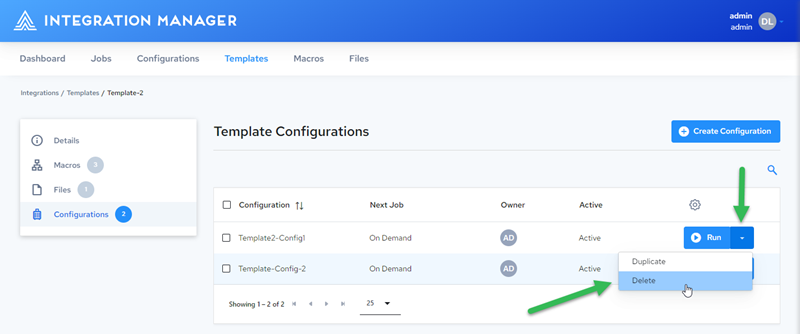 INTEGRATION MANAGER
admin
admin
DL
Dashboard Jobs Configurations Templates Macros Files
Integrations / Templates / Template-2
Details
Macros 3
Files 1
Configurations 2
Template Configurations
Create Configuration
Configuration Next Job Owner Active
Template2-Config1 On Demand AD Active Run
Template-Config-2 On Demand AD Active
Duplicate
Delete
Showing 1 – 2 of 2 25